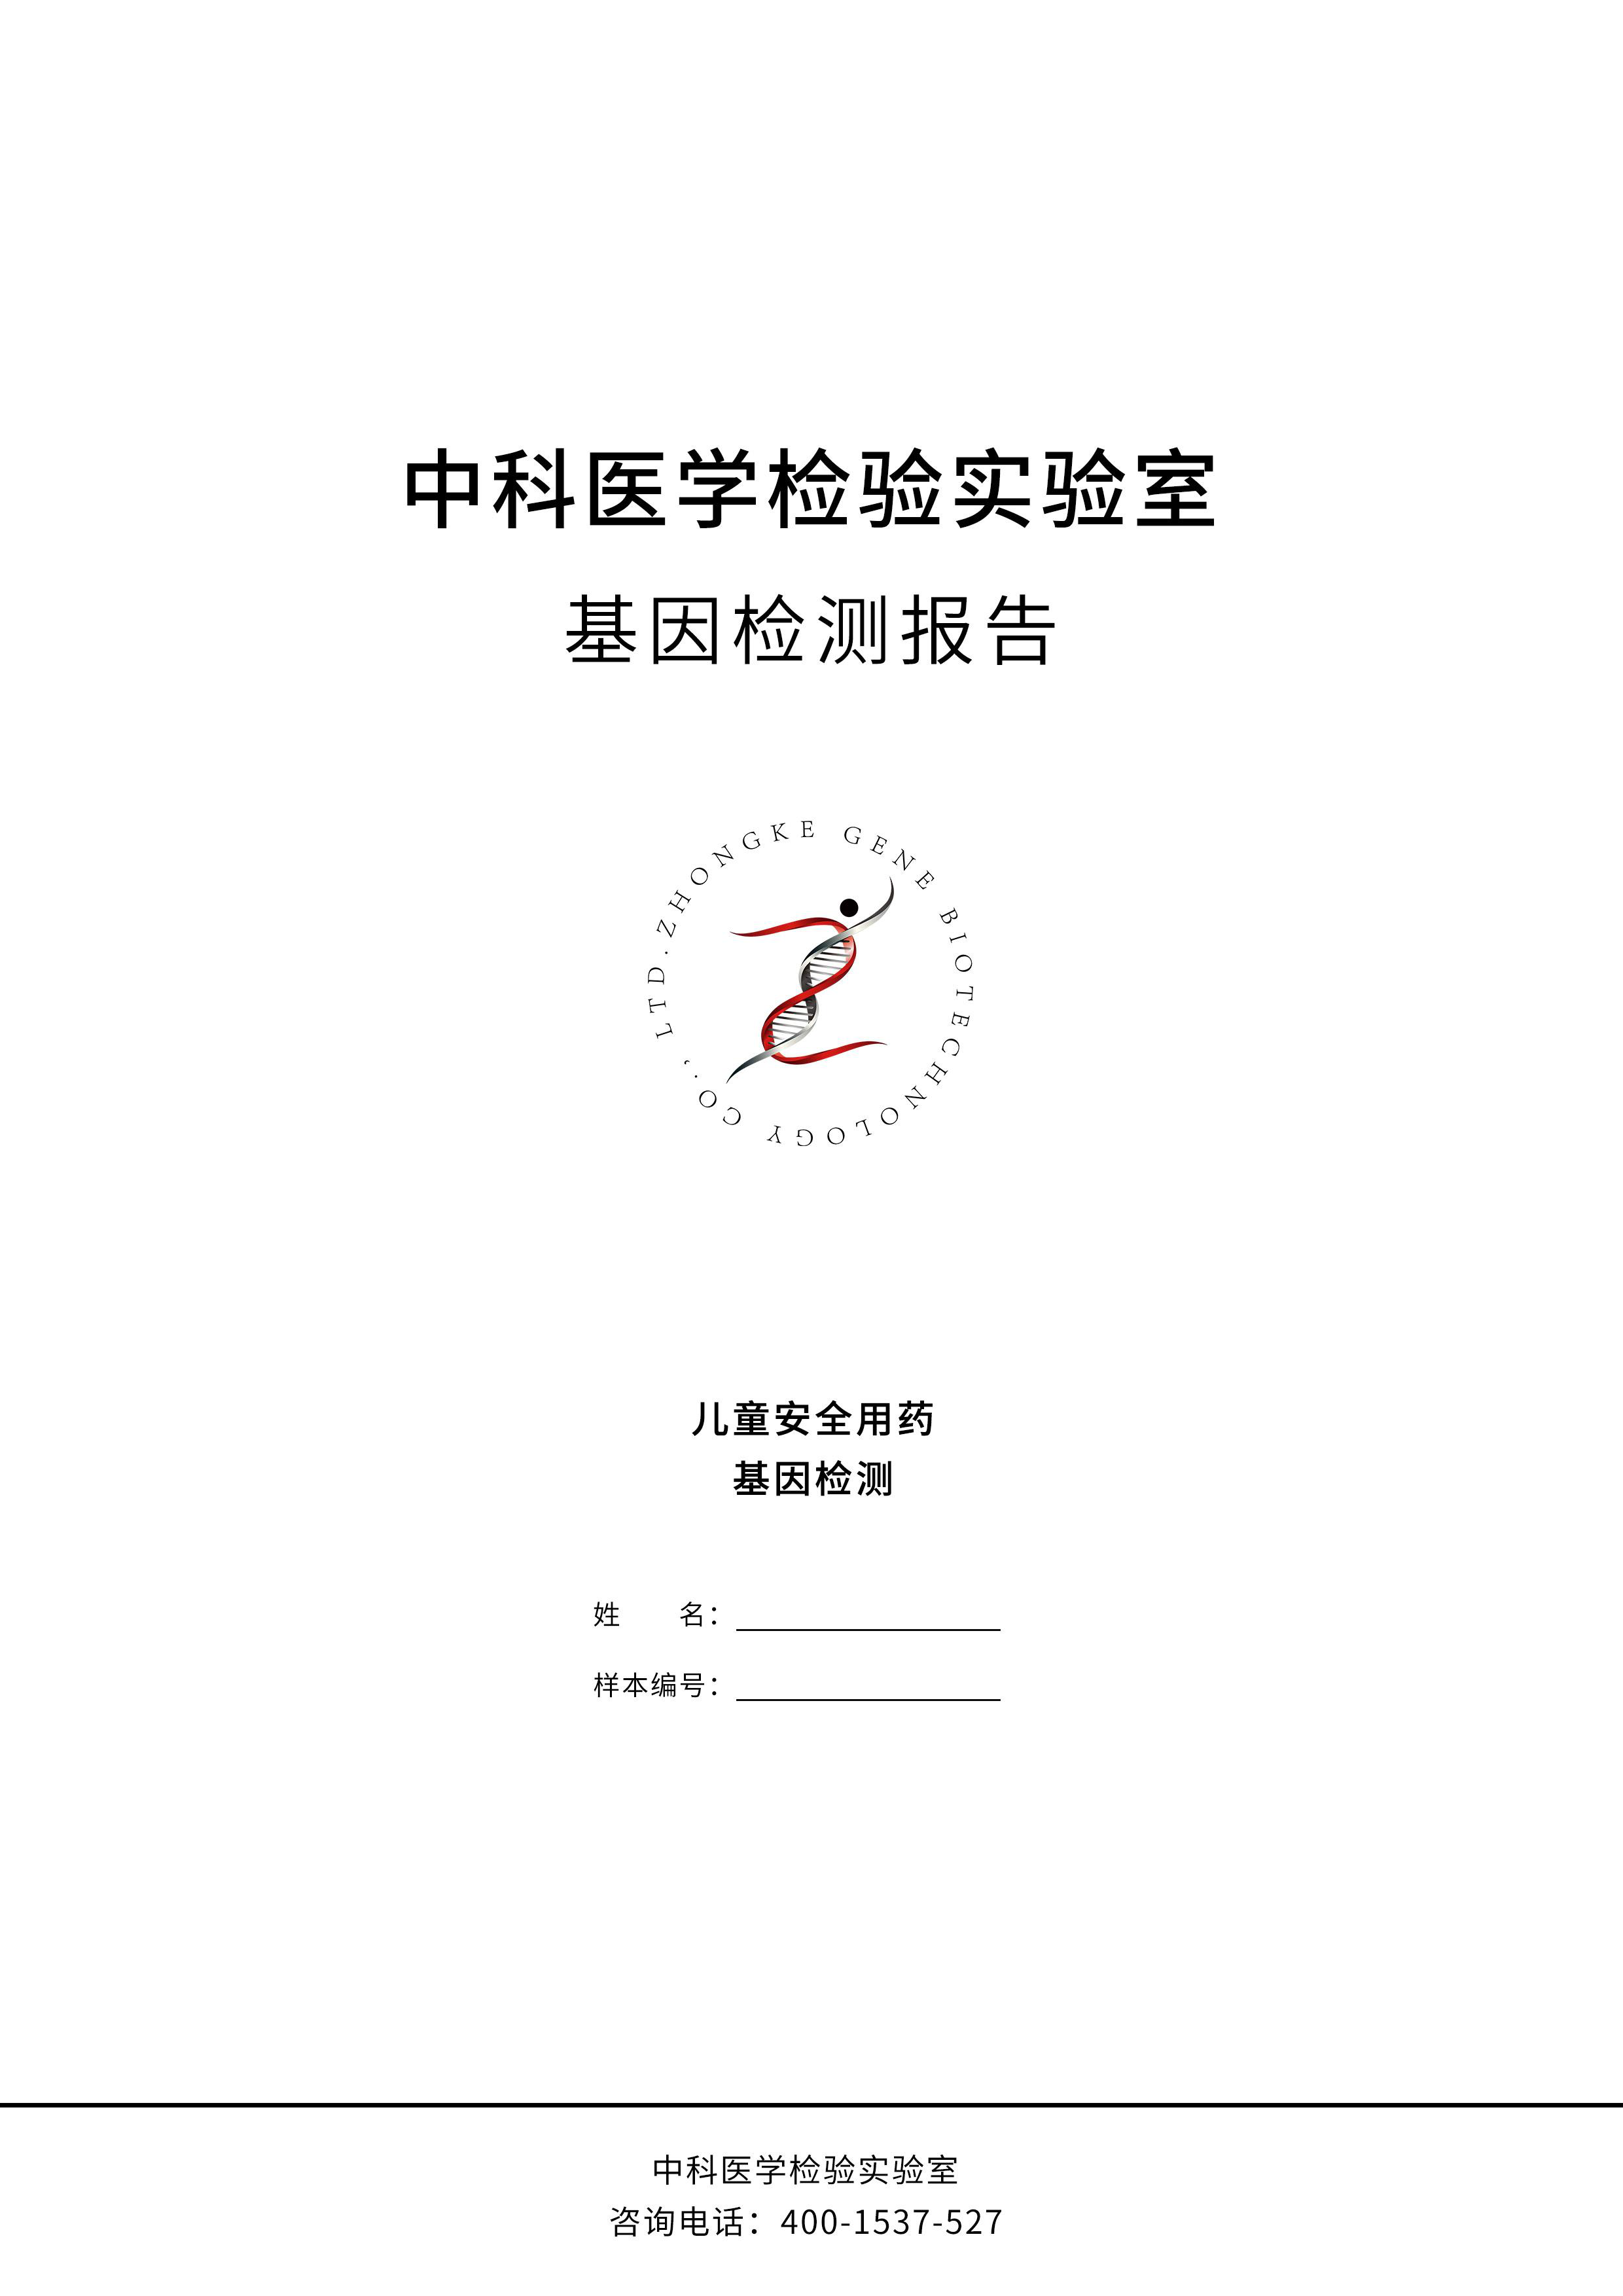 中科医学检验实验室
基因检测报告
ZHONGKE GENE BIOTECHNOLOGY CO., LTD.
儿童安全用药
基因检测
姓　　名：
样本编号：
中科医学检验实验室
咨询电话：400-1537-527